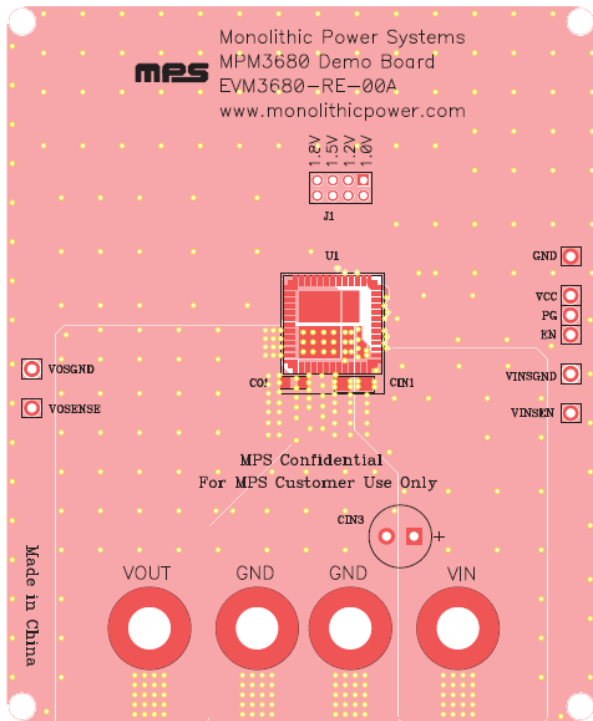 Monolithic Power Systems
mps
MPM3680 Demo Board
EVM3680-RE-00A
www.monolithicpower.com
1.8V
1.5V
1.2V
1.0V
J1
U1
GND
VCC
PG
EN
VOSGND
VINSGND
CIN1
VOSENSE
VINSEN
MPS Confidential
For MPS Customer Use Only
CIN3
+
Made in China
VOUT
GND
GND
VIN